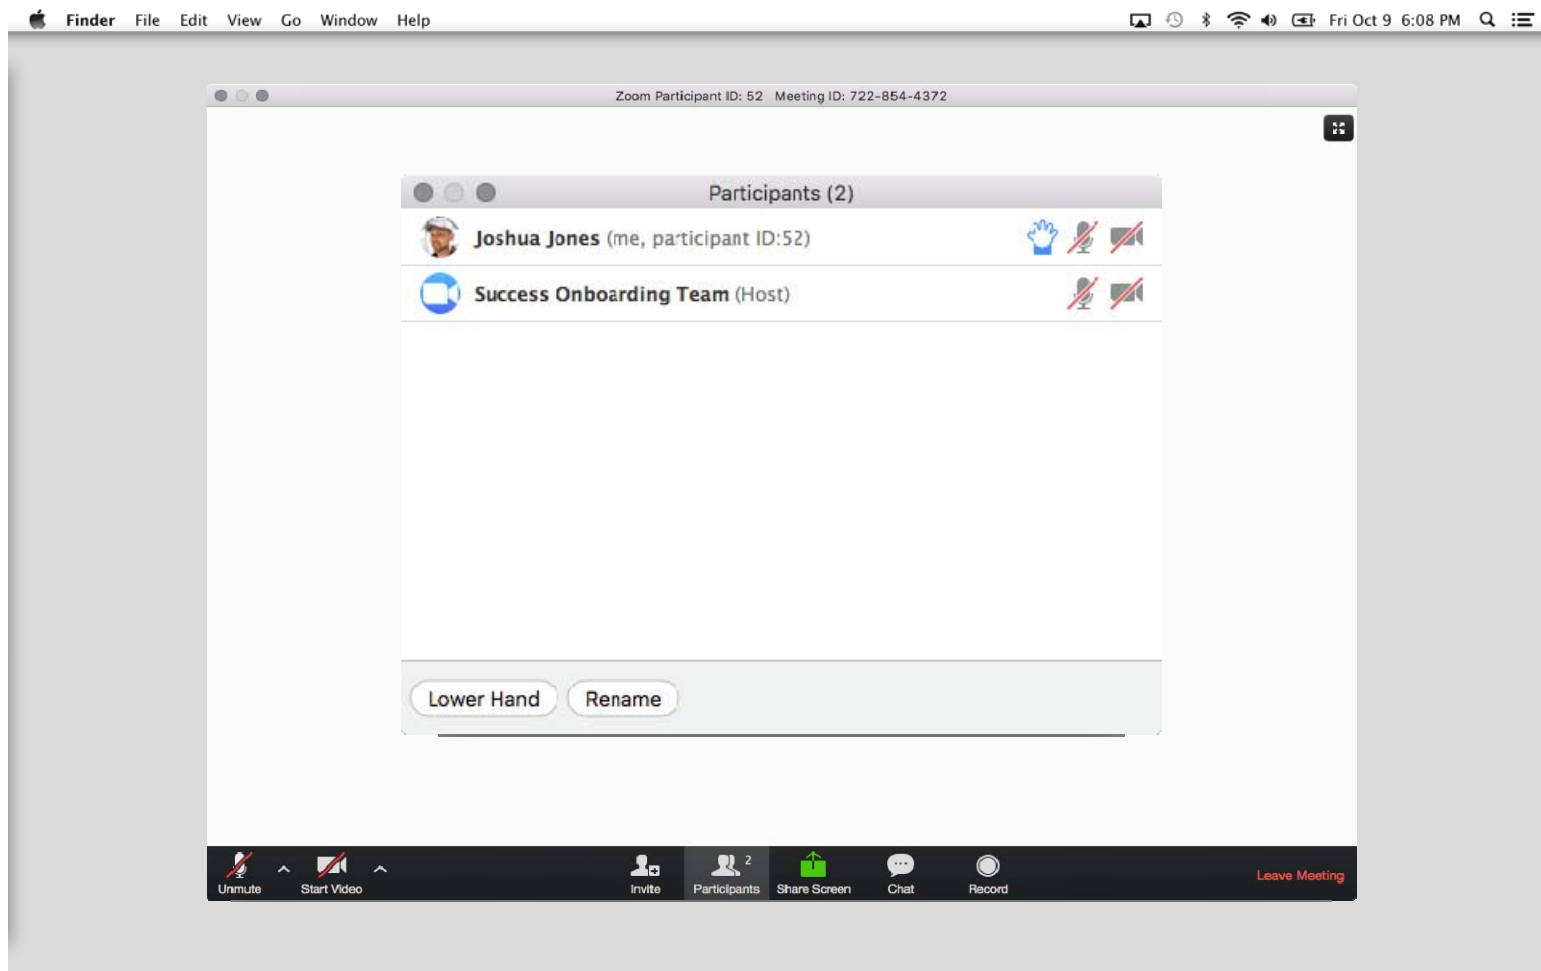 Finder File Edit View Go Window Help Fri Oct 9 6:08 PM
Zoom Participant ID: 52 Meeting ID: 722-854-4372
Participants (2)
Joshua Jones (me, participant ID:52)
Success Onboarding Team (Host)
Lower Hand Rename
2
Unmute Start Video Invite Participants Share Screen Chat Record Leave Meeting